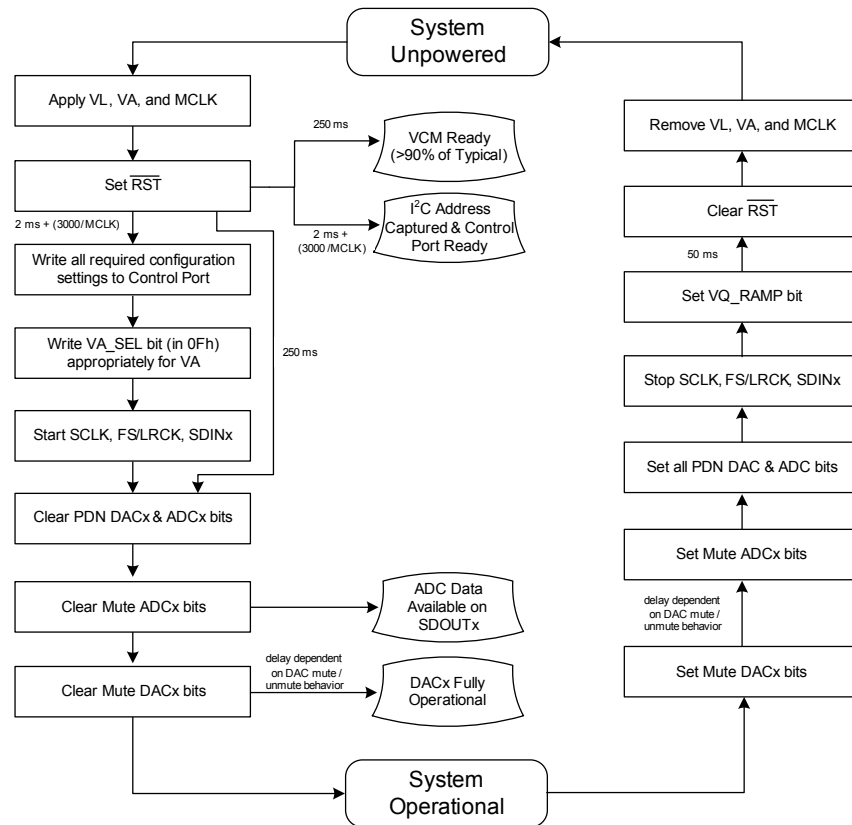 System
Unpowered
Apply VL, VA, and MCLK
Set RST
250 ms
VCM Ready
(>90% of Typical)
2 ms +
(3000/MCLK)
I²C Address
Captured & Control
Port Ready
2 ms + (3000/MCLK)
Write all required configuration
settings to Control Port
Write VA_SEL bit (in 0Fh)
appropriately for VA
250 ms
Start SCLK, FS/LRCK, SDINx
Clear PDN DACx & ADCx bits
Clear Mute ADCx bits
ADC Data
Available on
SDOUTx
Clear Mute DACx bits
delay dependent
on DAC mute /
unmute behavior
DACx Fully
Operational
System
Operational
Set Mute DACx bits
delay dependent
on DAC mute /
unmute behavior
Set Mute ADCx bits
Set all PDN DAC & ADC bits
Stop SCLK, FS/LRCK, SDINx
Set VQ_RAMP bit
50 ms
Clear RST
Remove VL, VA, and MCLK